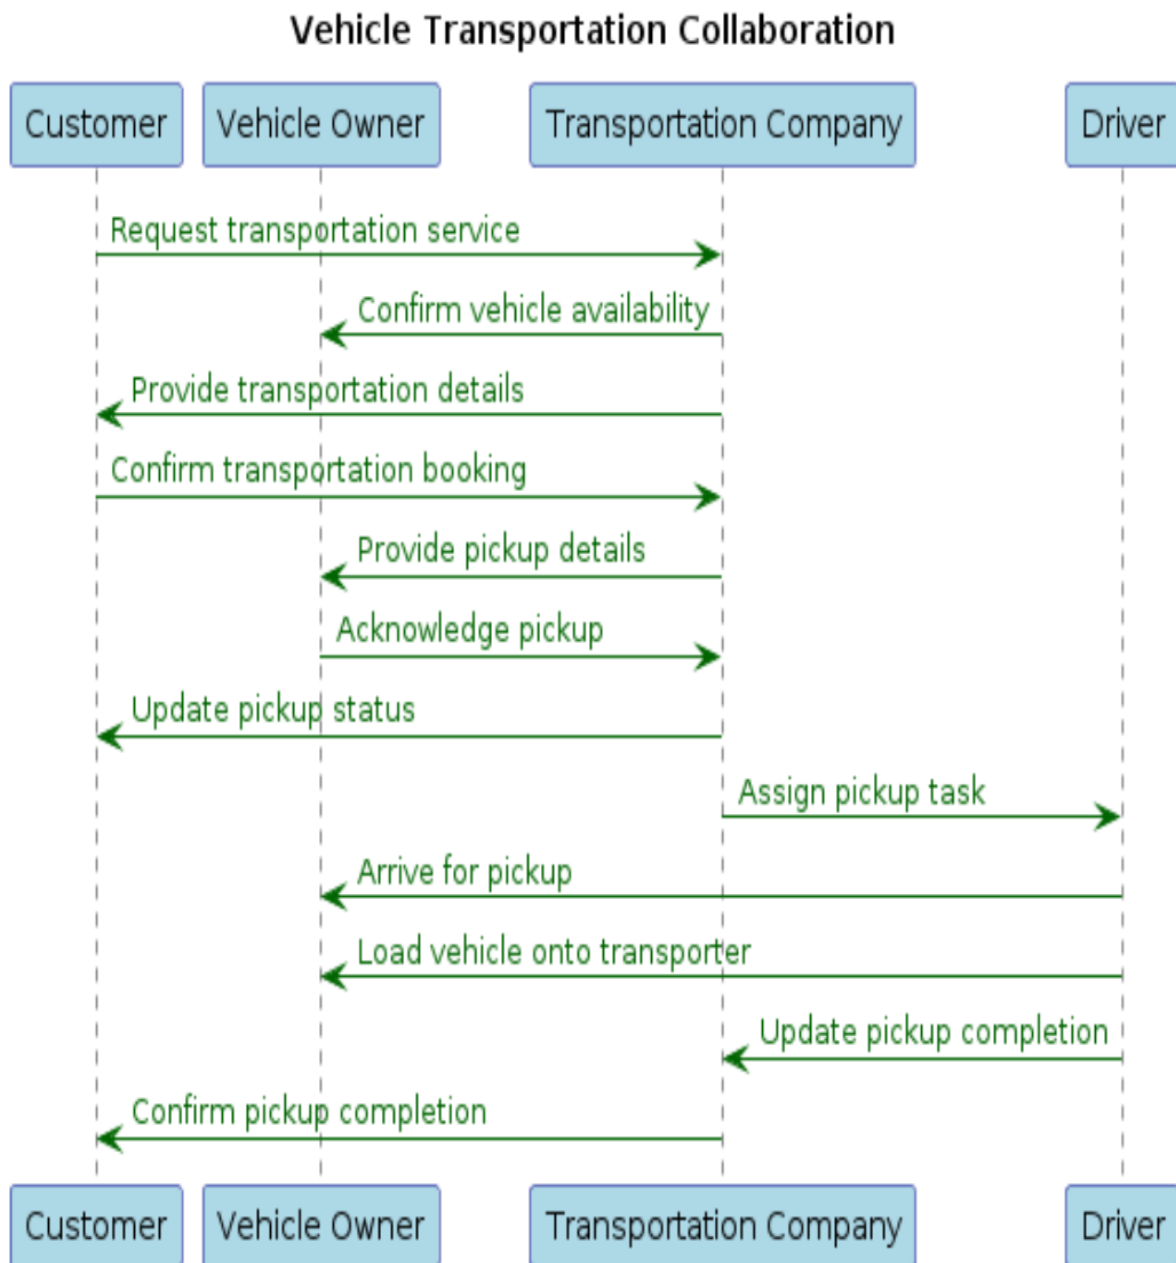 Vehicle Transportation Collaboration
Customer
Vehicle Owner
Transportation Company
Driver
Request transportation service
Confirm vehicle availability
Provide transportation details
Confirm transportation booking
Provide pickup details
Acknowledge pickup
Update pickup status
Assign pickup task
Arrive for pickup
Load vehicle onto transporter
Update pickup completion
Confirm pickup completion
Customer
Vehicle Owner
Transportation Company
Driver